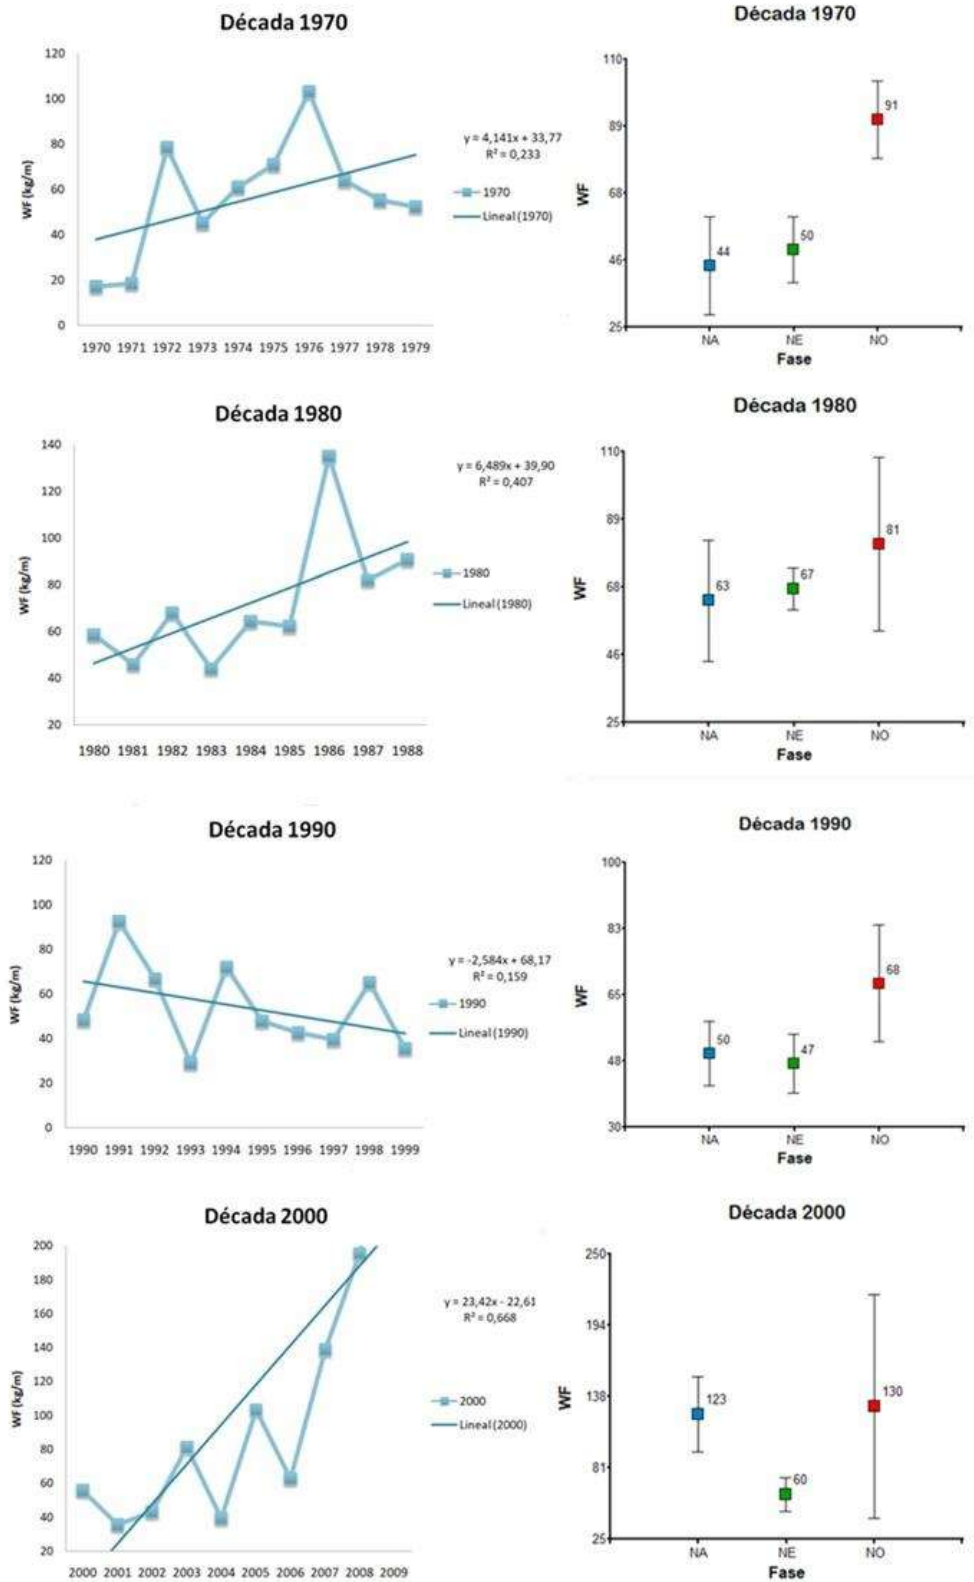 Década 1970
120
100
80
60
40
20
0
WF (kg/m)
1970 1971 1972 1973 1974 1975 1976 1977 1978 1979
y = 4,141x + 33,77
R² = 0,233
1970
Lineal (1970)
Década 1970
110
89
68
46
25
WF
44
50
91
NA NE NO
Fase
Década 1980
140
120
100
80
60
40
20
WF (kg/m)
1980 1981 1982 1983 1984 1985 1986 1987 1988
y = 6,489x + 39,90
R² = 0,407
1980
Lineal (1980)
Década 1980
110
89
68
46
25
WF
63
67
81
NA NE NO
Fase
Década 1990
120
100
80
60
40
20
0
WF (kg/m)
1990 1991 1992 1993 1994 1995 1996 1997 1998 1999
y = -2,584x + 68,17
R² = 0,159
1990
Lineal (1990)
Década 1990
100
83
65
48
30
WF
50
47
68
NA NE NO
Fase
Década 2000
200
180
160
140
120
100
80
60
40
20
WF (kg/m)
2000 2001 2002 2003 2004 2005 2006 2007 2008 2009
y = 23,42x - 22,61
R² = 0,668
2000
Lineal (2000)
Década 2000
250
194
138
81
25
WF
123
60
130
NA NE NO
Fase